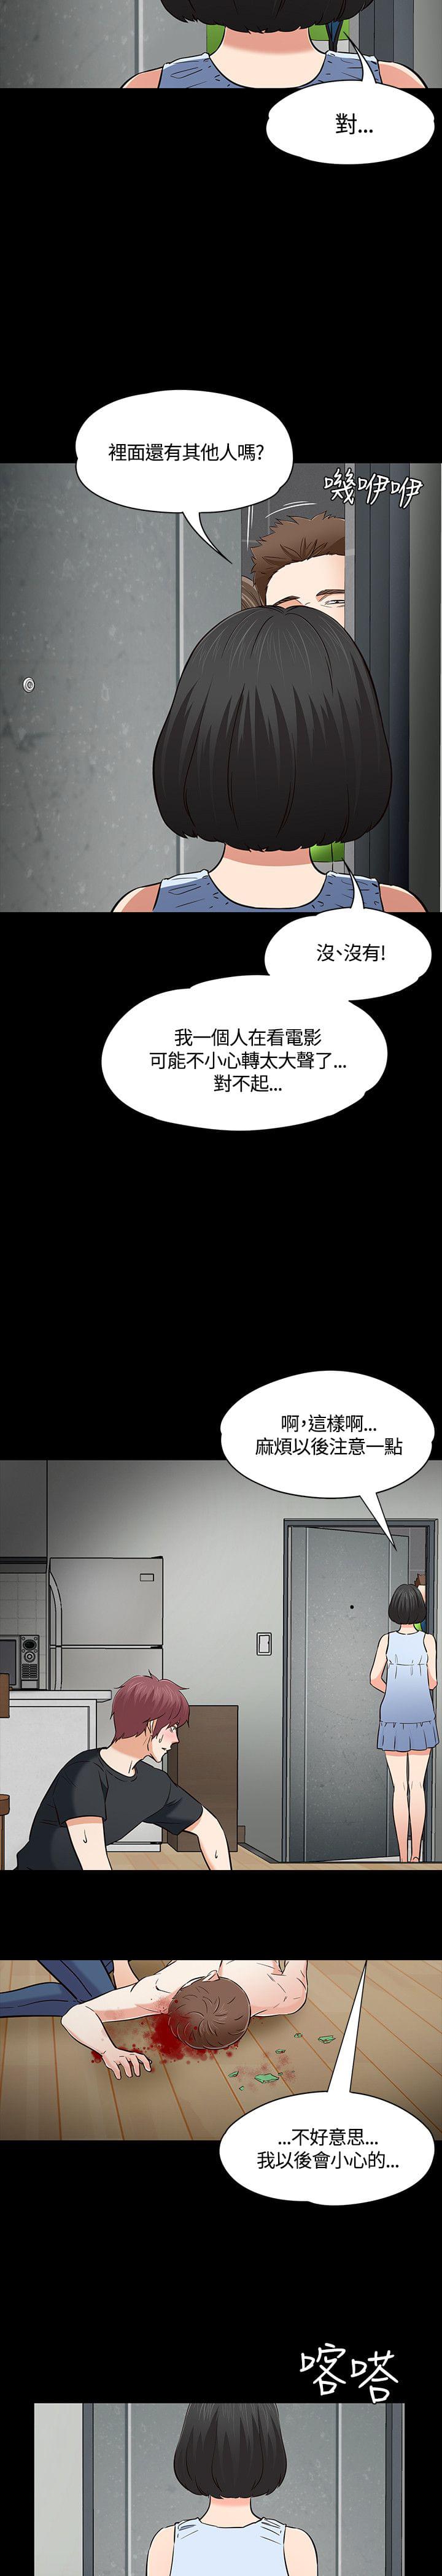 對...
裡面還有其他人嗎?
嘰咿咿
沒、沒有!
我一個人在看電影
可能不小心轉太大聲了...
對不起...
啊,這樣啊...
麻煩以後注意一點
...不好意思...
我以後會小心的...
喀嗒